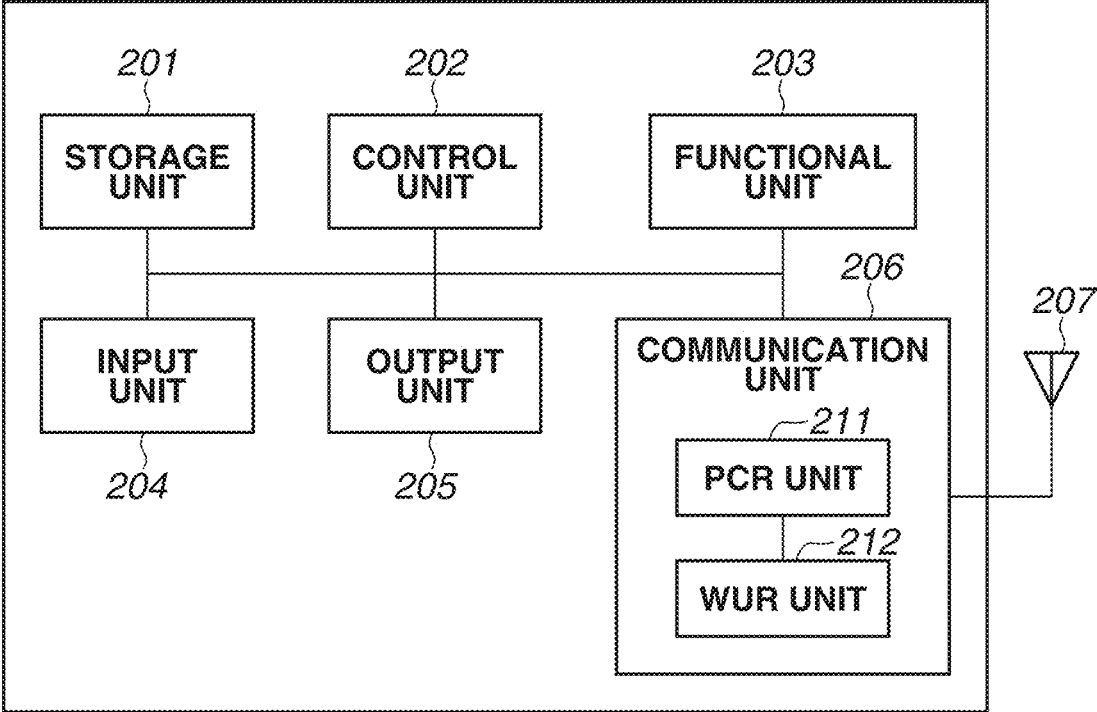 201
202
203
STORAGE
UNIT
CONTROL
UNIT
FUNCTIONAL
UNIT
206
207
INPUT
UNIT
OUTPUT
UNIT
COMMUNICATION
UNIT
204
205
211
PCR UNIT
212
WUR UNIT